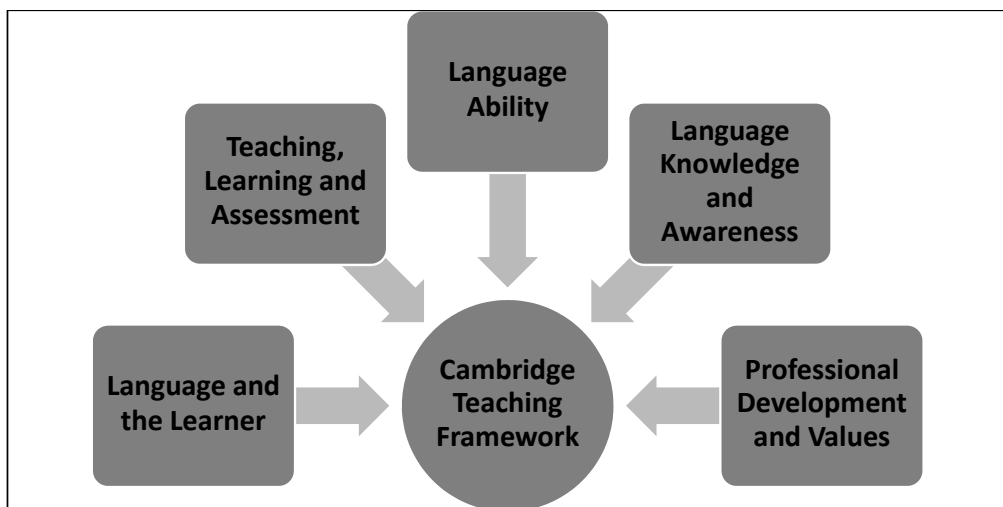 Language
Ability
Teaching,
Learning and
Assessment
Language
Knowledge
and
Awareness
Language and
the Learner
Cambridge
Teaching
Framework
Professional
Development
and Values